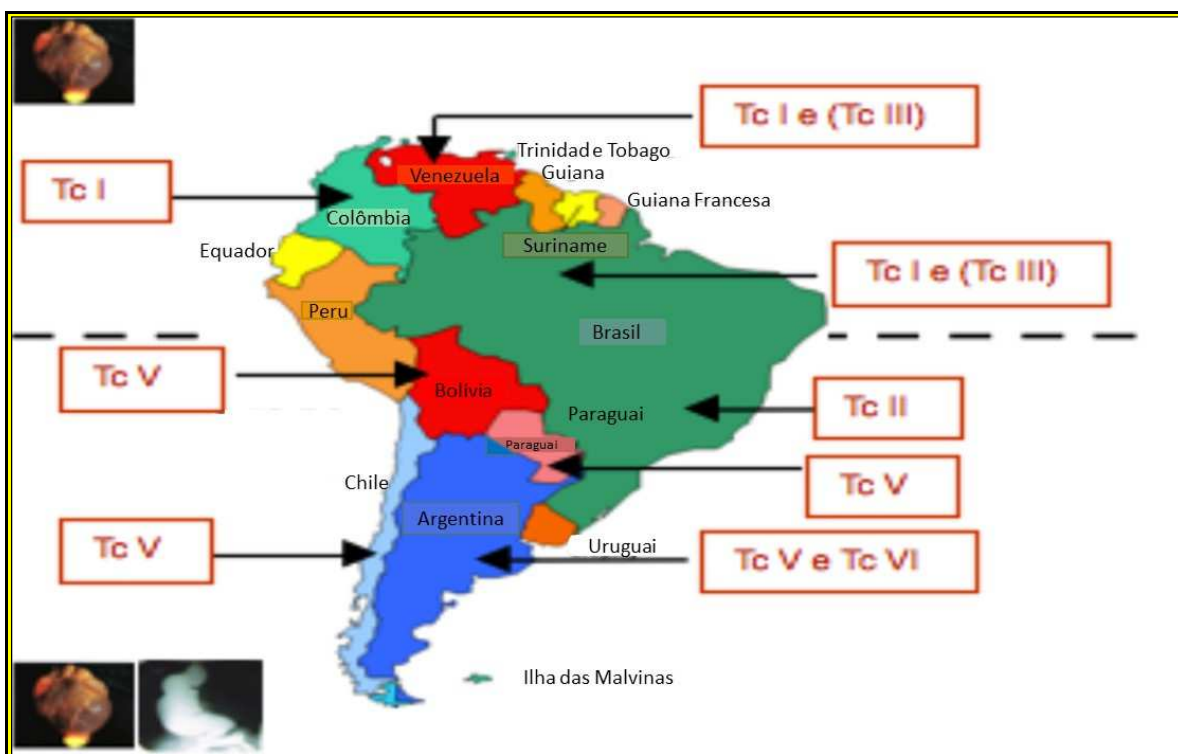 Tc I e (Tc III)
Trinidad e Tobago
Guiana
Venezuela
Tc I
Guiana Francesa
Colômbia
Suriname
Equador
Tc I e (Tc III)
Peru
Brasil
Tc V
Bolívia
Paraguai
Tc II
Paraguai
Tc V
Chile
Argentina
Tc V
Uruguai
Tc V e Tc VI
Ilha das Malvinas